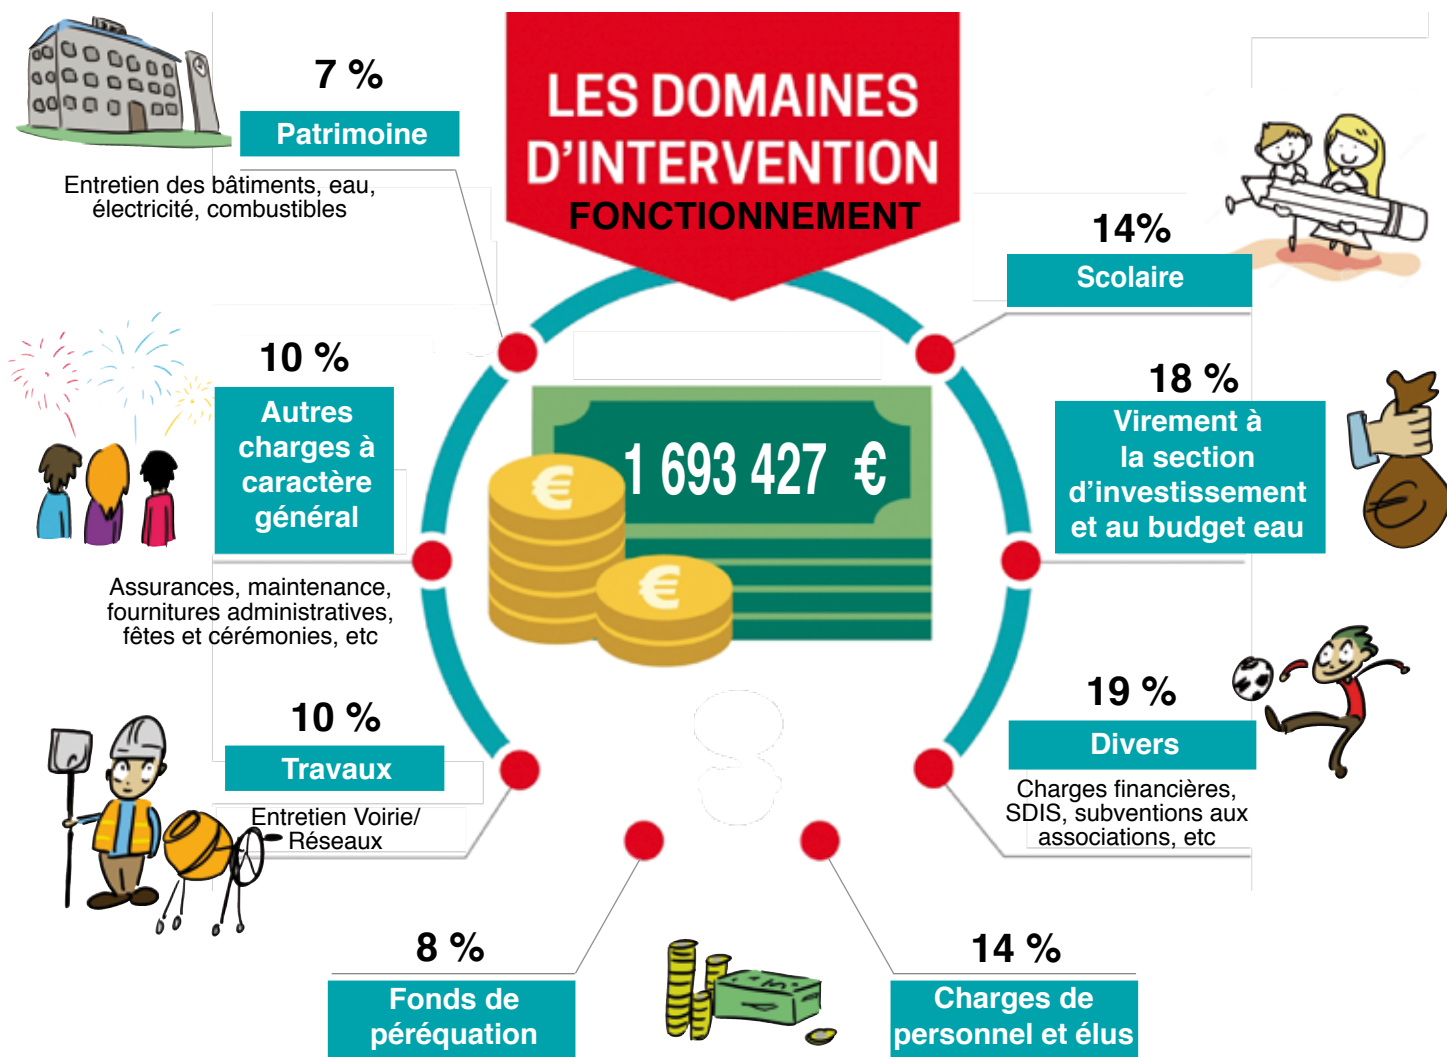 LES DOMAINES
D'INTERVENTION
FONCTIONNEMENT
7 %
Patrimoine
Entretien des bâtiments, eau,
électricité, combustibles
14%
Scolaire
10 %
Autres
charges à
caractère
général
Assurances, maintenance,
fournitures administratives,
fêtes et cérémonies, etc
1 693 427 €
€
€
18 %
Virement à
la section
d'investissement
et au budget eau
€
10 %
Travaux
Entretien Voirie/
Réseaux
19 %
Divers
Charges financières,
SDIS, subventions aux
associations, etc
8 %
Fonds de
péréquation
14 %
Charges de
personnel et élus